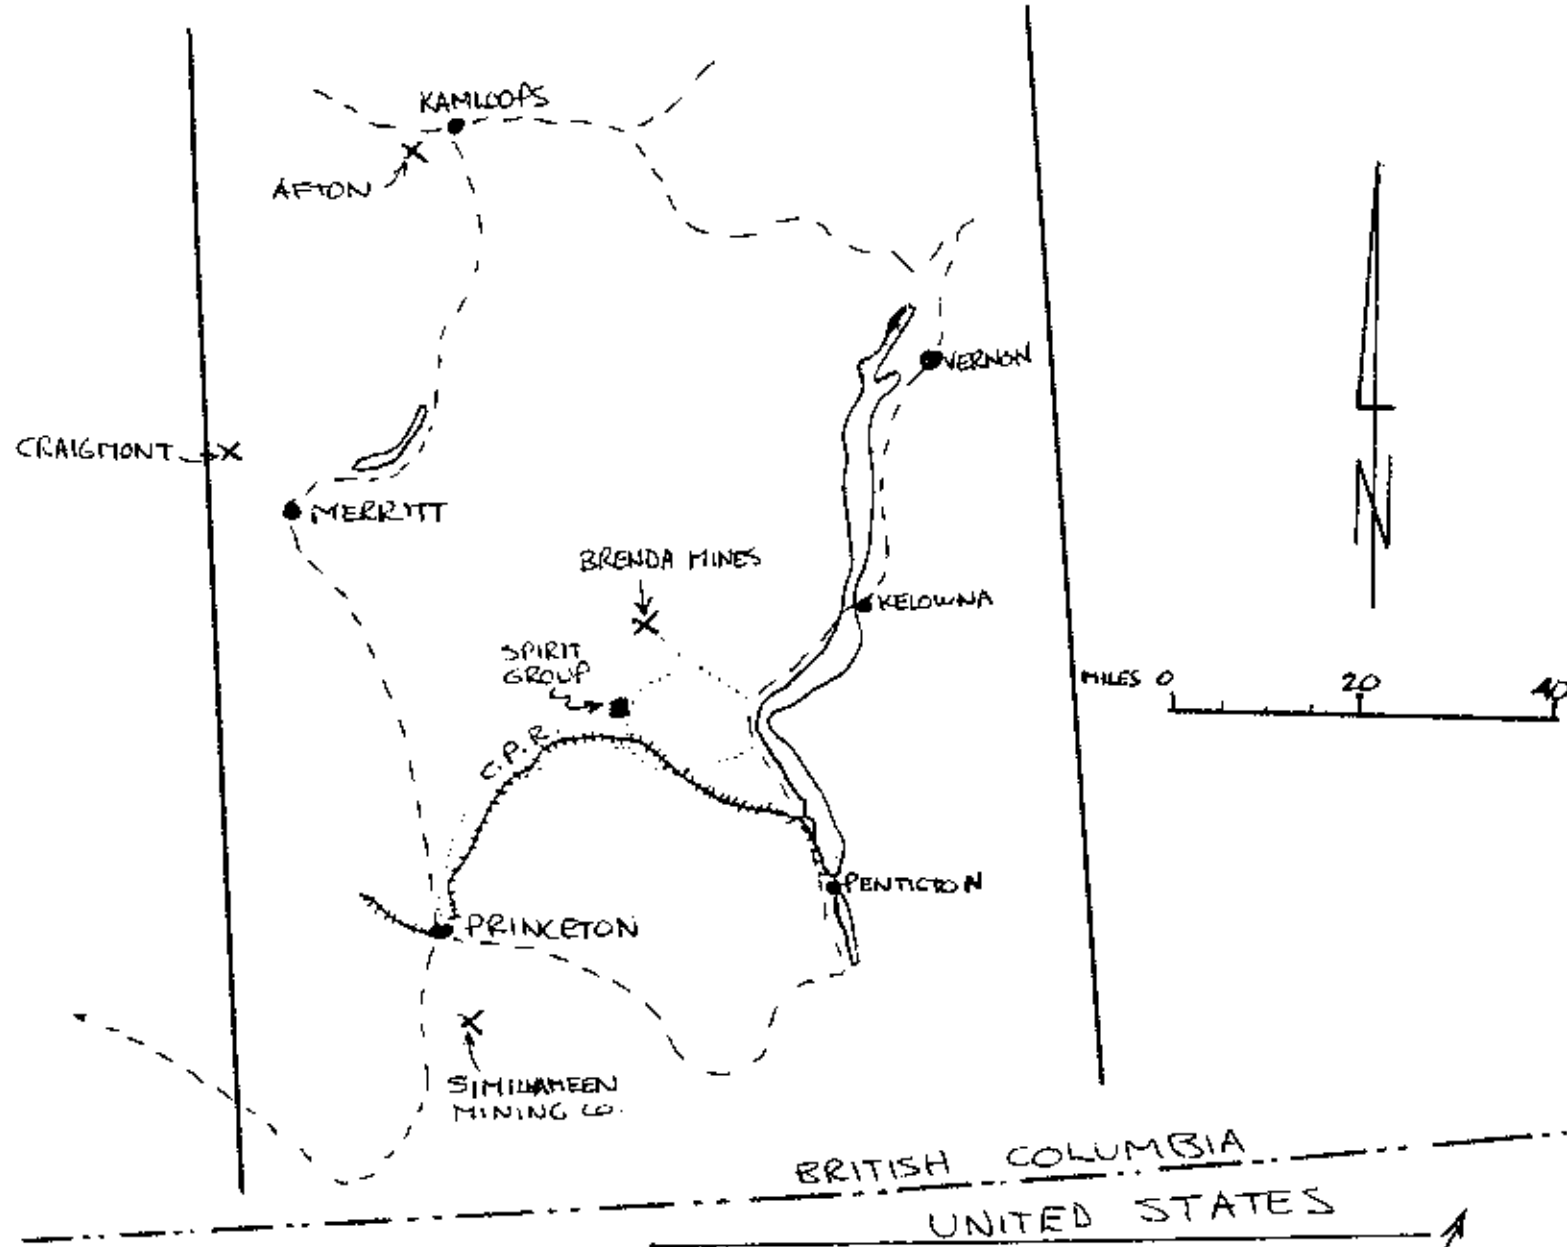 KAMLOOPS
AFTON
VERNON
CRAIGMONT
MERRITT
BRENDA MINES
KELOWNA
SPIRIT
GROUP
MILES 0 20 40
C.P.R.
PENTICTON
PRINCETON
SIMILKAMEEN
MINING CO.
BRITISH COLUMBIA
UNITED STATES
N